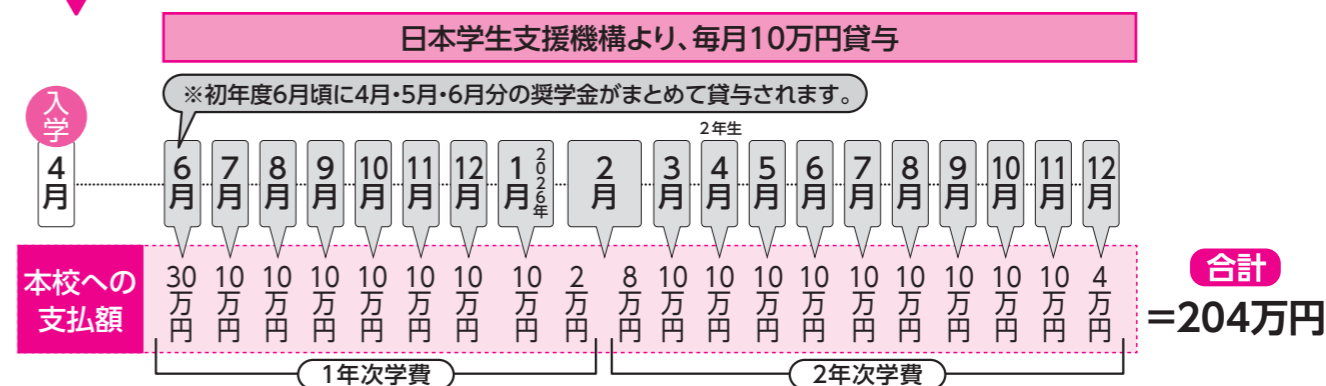 日本学生支援機構より、毎月10万円貸与
※初年度6月頃に4月・5月・6月分の奨学金がまとめて貸与されます。
入学
2年生
4月
6月
7月
8月
9月
10月
11月
12月
1月
2026年
2月
3月
4月
5月
6月
7月
8月
9月
10月
11月
12月
本校への
支払額
30万円
10万円
10万円
10万円
10万円
10万円
10万円
10万円
2万円
8万円
10万円
10万円
10万円
10万円
10万円
10万円
10万円
10万円
10万円
4万円
合計
=204万円
1年次学費
2年次学費